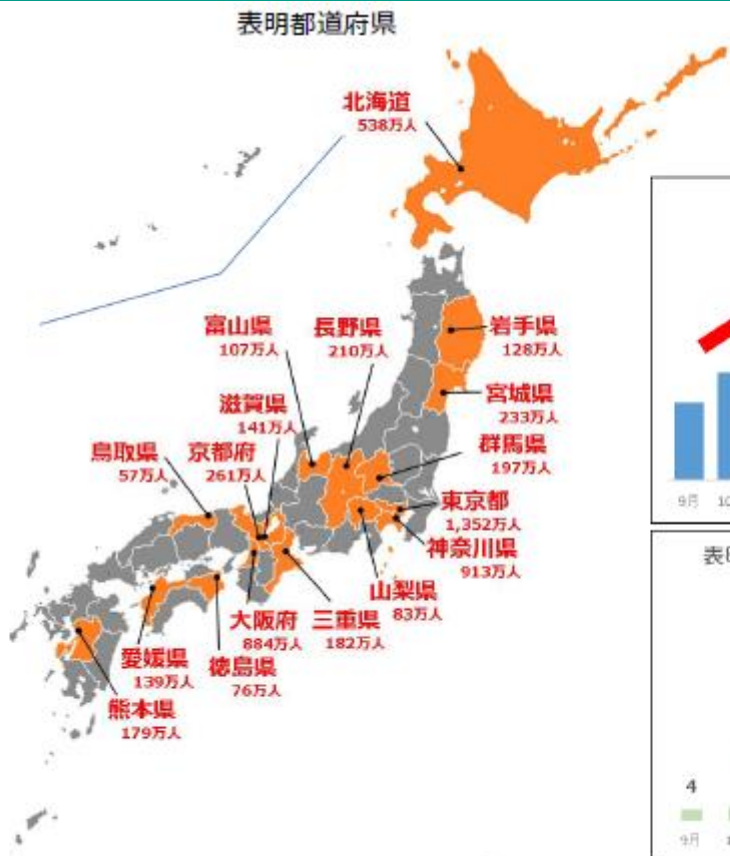 表明都道府県
北海道
538万人
富山県
107万人
長野県
210万人
岩手県
128万人
滋賀県
141万人
宮城県
233万人
鳥取県
57万人
京都府
261万人
群馬県
197万人
東京都
1,352万人
神奈川県
913万人
山梨県
83万人
大阪府
884万人
三重県
182万人
愛媛県
139万人
徳島県
76万人
熊本県
179万人
9月
4
9月